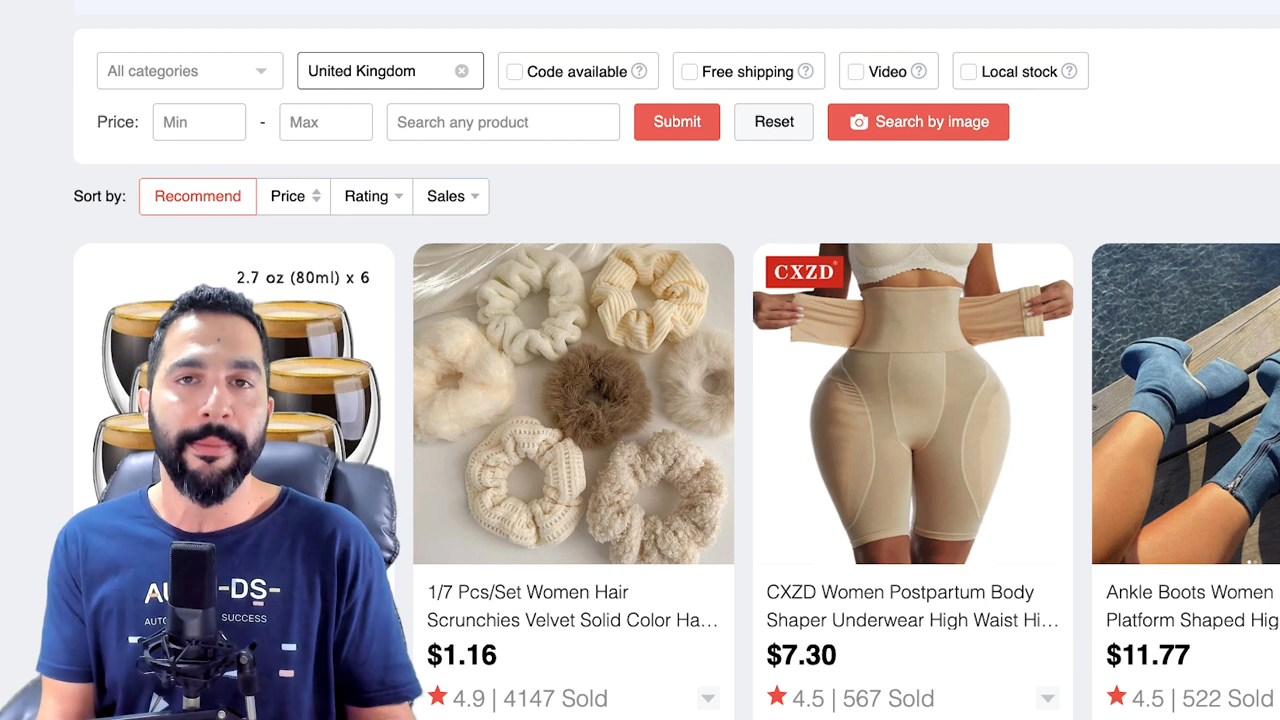 All categories
United Kingdom
Code available
Free shipping
Video
Local stock
Price:
Min
-
Max
Search any product
Submit
Reset
Search by image
Sort by:
Recommend
Price
Rating
Sales
2.7 oz (80ml) x 6
CXZD
DS
SUCCESS
1/7 Pcs/Set Women Hair
Scrunchies Velvet Solid Color Ha…
$1.16
4.9 | 4147 Sold
CXZD Women Postpartum Body
Shaper Underwear High Waist Hi…
$7.30
4.5 | 567 Sold
Ankle Boots Women
Platform Shaped Hig
$11.77
4.5 | 522 Sold